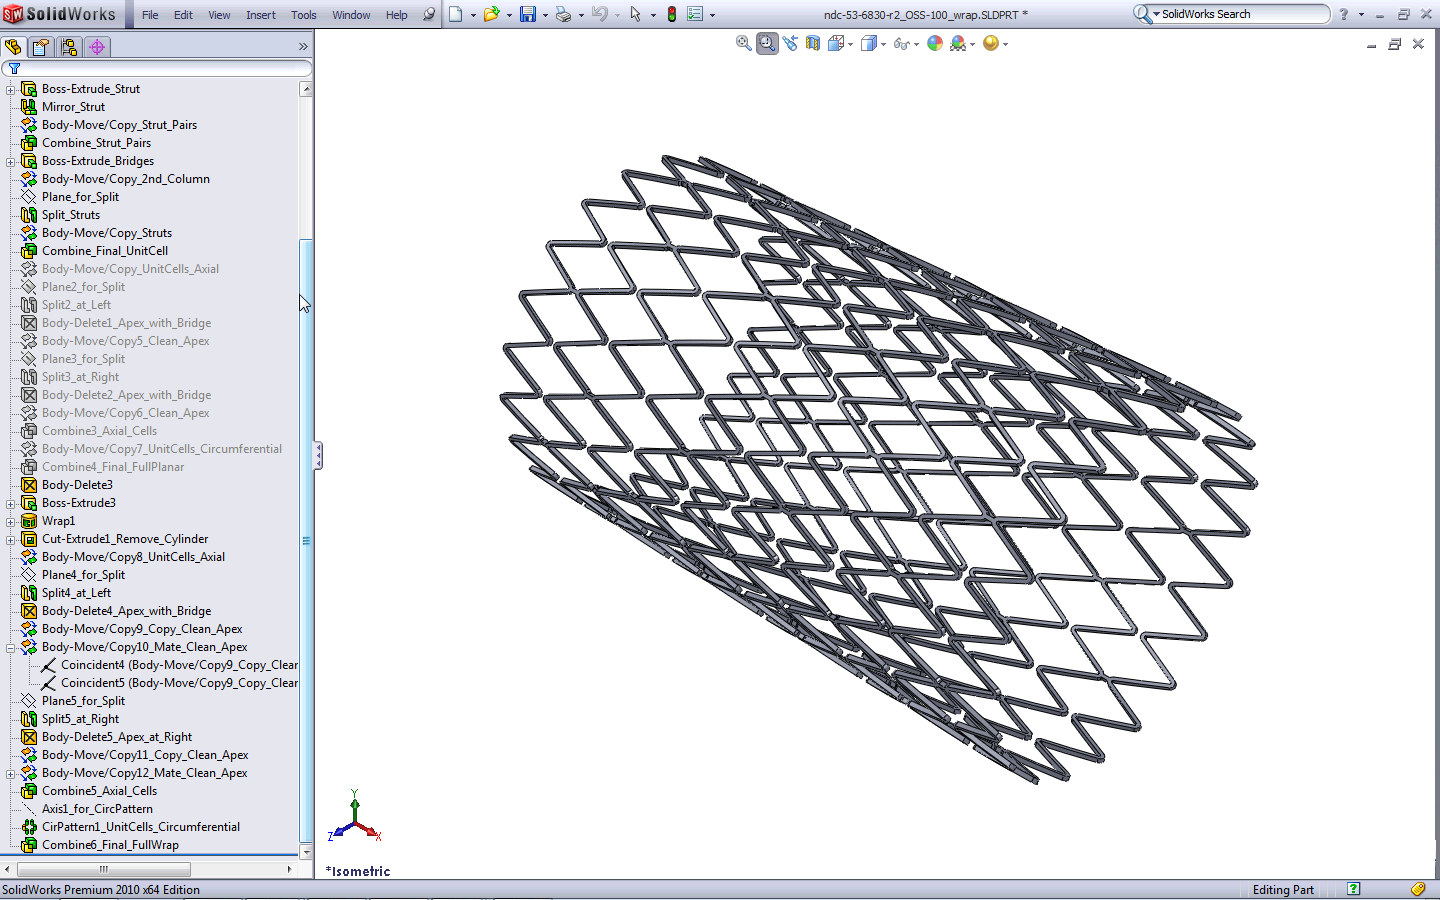 SolidWorks File Edit View Insert Tools Window Help ndc-53-6830-r2_OSS-100_wrap.SLDPRT * SolidWorks Search
Boss-Extrude_Strut
Mirror_Strut
Body-Move/Copy_Strut_Pairs
Combine_Strut_Pairs
Boss-Extrude_Bridges
Body-Move/Copy_2nd_Column
Plane_for_Split
Split_Struts
Body-Move/Copy_Struts
Combine_Final_UnitCell
Body-Move/Copy_UnitCells_Axial
Plane2_for_Split
Split2_at_Left
Body-Delete1_Apex_with_Bridge
Body-Move/Copy5_Clean_Apex
Plane3_for_Split
Split3_at_Right
Body-Delete2_Apex_with_Bridge
Body-Move/Copy6_Clean_Apex
Combine3_Axial_Cells
Body-Move/Copy7_UnitCells_Circumferential
Combine4_Final_FullPlanar
Body-Delete3
Boss-Extrude3
Wrap1
Cut-Extrude1_Remove_Cylinder
Body-Move/Copy8_UnitCells_Axial
Plane4_for_Split
Split4_at_Left
Body-Delete4_Apex_with_Bridge
Body-Move/Copy9_Copy_Clean_Apex
Body-Move/Copy10_Mate_Clean_Apex
Coincident4 (Body-Move/Copy9_Copy_Clear
Coincident5 (Body-Move/Copy9_Copy_Clear
Plane5_for_Split
Split5_at_Right
Body-Delete5_Apex_at_Right
Body-Move/Copy11_Copy_Clean_Apex
Body-Move/Copy12_Mate_Clean_Apex
Combine5_Axial_Cells
Axis1_for_CircPattern
CirPattern1_UnitCells_Circumferential
Combine6_Final_FullWrap
Y
Z X
*Isometric
SolidWorks Premium 2010 x64 Edition Editing Part